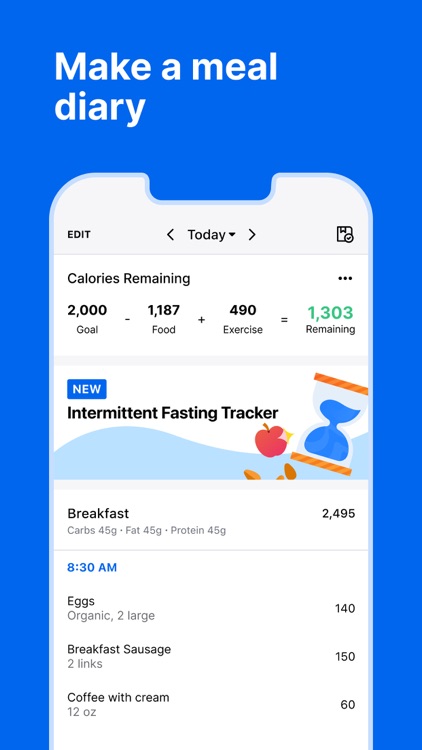 Make a meal
diary
EDIT
Today
Calories Remaining
2,000 - 1,187 + 490 = 1,303
Goal Food Exercise Remaining
NEW
Intermittent Fasting Tracker
Breakfast 2,495
Carbs 45g · Fat 45g · Protein 45g
8:30 AM
Eggs
Organic, 2 large
140
Breakfast Sausage
2 links
150
Coffee with cream
12 oz
60